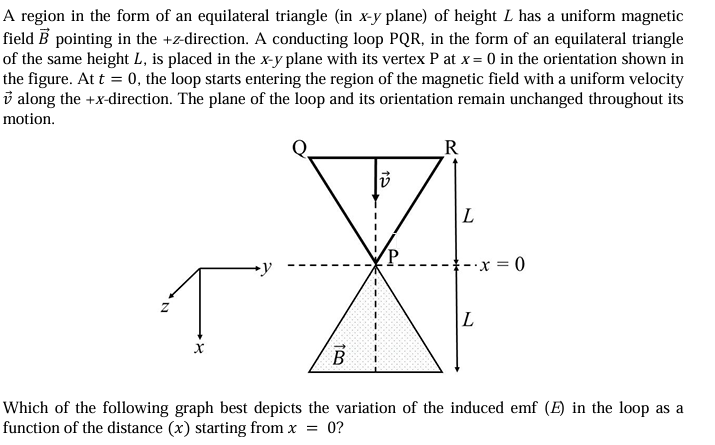 A region in the form of an equilateral triangle (in x-y plane) of height L has a uniform magnetic
field B⃗ pointing in the +z-direction. A conducting loop PQR, in the form of an equilateral triangle
of the same height L, is placed in the x-y plane with its vertex P at x = 0 in the orientation shown in
the figure. At t = 0, the loop starts entering the region of the magnetic field with a uniform velocity
v⃗ along the +x-direction. The plane of the loop and its orientation remain unchanged throughout its
motion.
Q R
v⃗
L
P
y x = 0
z
L
x
B⃗
Which of the following graph best depicts the variation of the induced emf (E) in the loop as a
function of the distance (x) starting from x = 0?